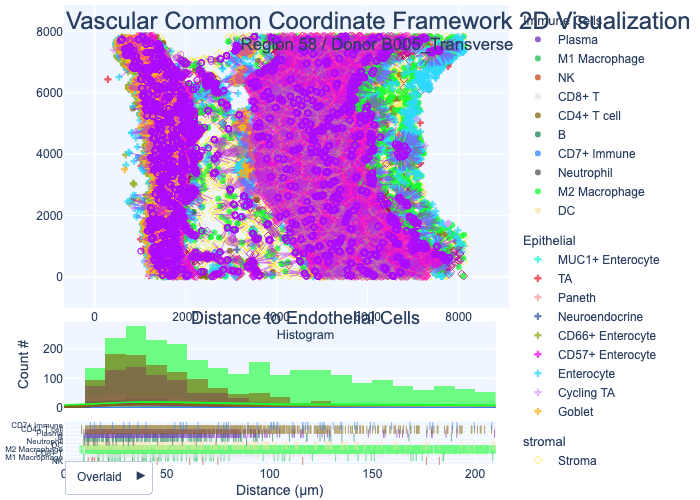 Vascular Common Coordinate Framework 2D Visualization
Region 58 / Donor B005_Transverse
8000
6000
4000
2000
0
0
2000
4000
6000
8000
Immune Cells
Plasma
M1 Macrophage
NK
CD8+ T
CD4+ T cell
B
CD7+ Immune
Neutrophil
M2 Macrophage
DC
Epithelial
MUC1+ Enterocyte
TA
Paneth
Neuroendocrine
CD66+ Enterocyte
CD57+ Enterocyte
Enterocyte
Cycling TA
Goblet
stromal
Stroma
Distance to Endothelial Cells
Histogram
Count #
200
100
0
CD7+ Immune
Plasma
Neutrophil
M2 Macrophage
M1 Macrophage
NK
0
50
100
150
200
Distance (μm)
Overlaid ▶